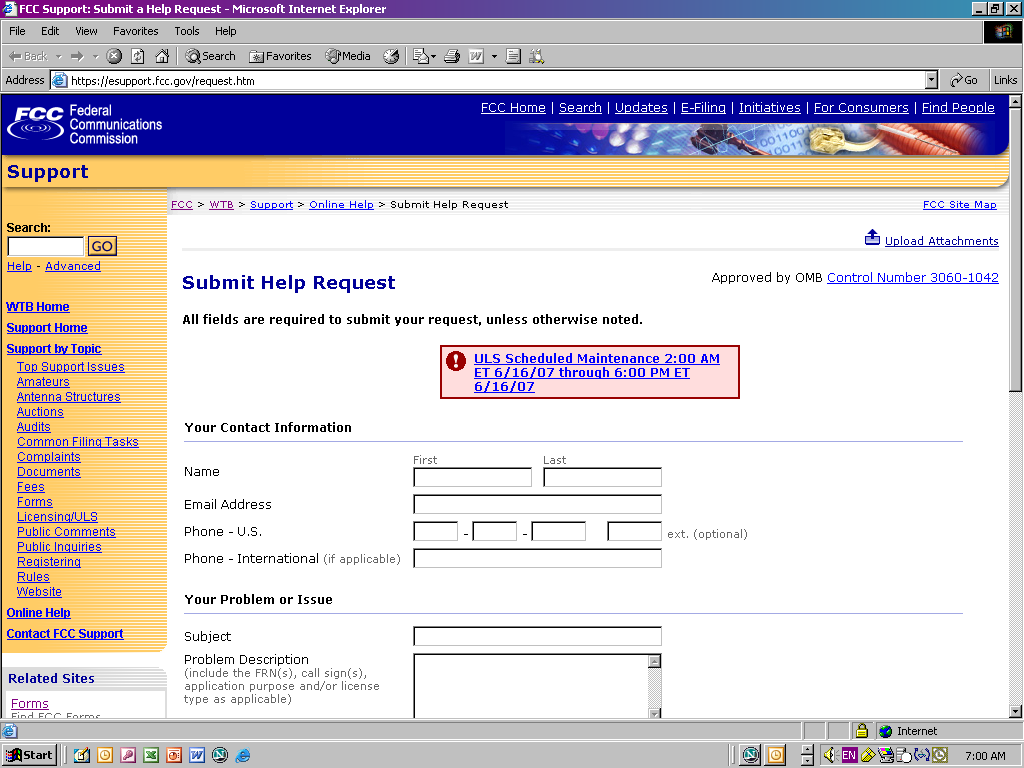 FCC Support: Submit a Help Request - Microsoft Internet Explorer
File Edit View Favorites Tools Help
Back Search Favorites Media
Address https://esupport.fcc.gov/request.htm Go Links
FCC Federal
Communications
Commission
FCC Home | Search | Updates | E-Filing | Initiatives | For Consumers | Find People
Support
FCC > WTB > Support > Online Help > Submit Help Request
FCC Site Map
Search:
GO
Help - Advanced
WTB Home
Support Home
Support by Topic
Top Support Issues
Amateurs
Antenna Structures
Auctions
Audits
Common Filing Tasks
Complaints
Documents
Fees
Forms
Licensing/ULS
Public Comments
Public Inquiries
Registering
Rules
Website
Online Help
Contact FCC Support
Related Sites
Forms
Find FCC Forms
Upload Attachments
Submit Help Request
Approved by OMB Control Number 3060-1042
All fields are required to submit your request, unless otherwise noted.
ULS Scheduled Maintenance 2:00 AM
ET 6/16/07 through 6:00 PM ET
6/16/07
Your Contact Information
First Last
Name
Email Address
Phone - U.S. - - ext. (optional)
Phone - International (if applicable)
Your Problem or Issue
Subject
Problem Description
(include the FRN(s), call sign(s),
application purpose and/or license
type as applicable)
Internet
Start EN 7:00 AM